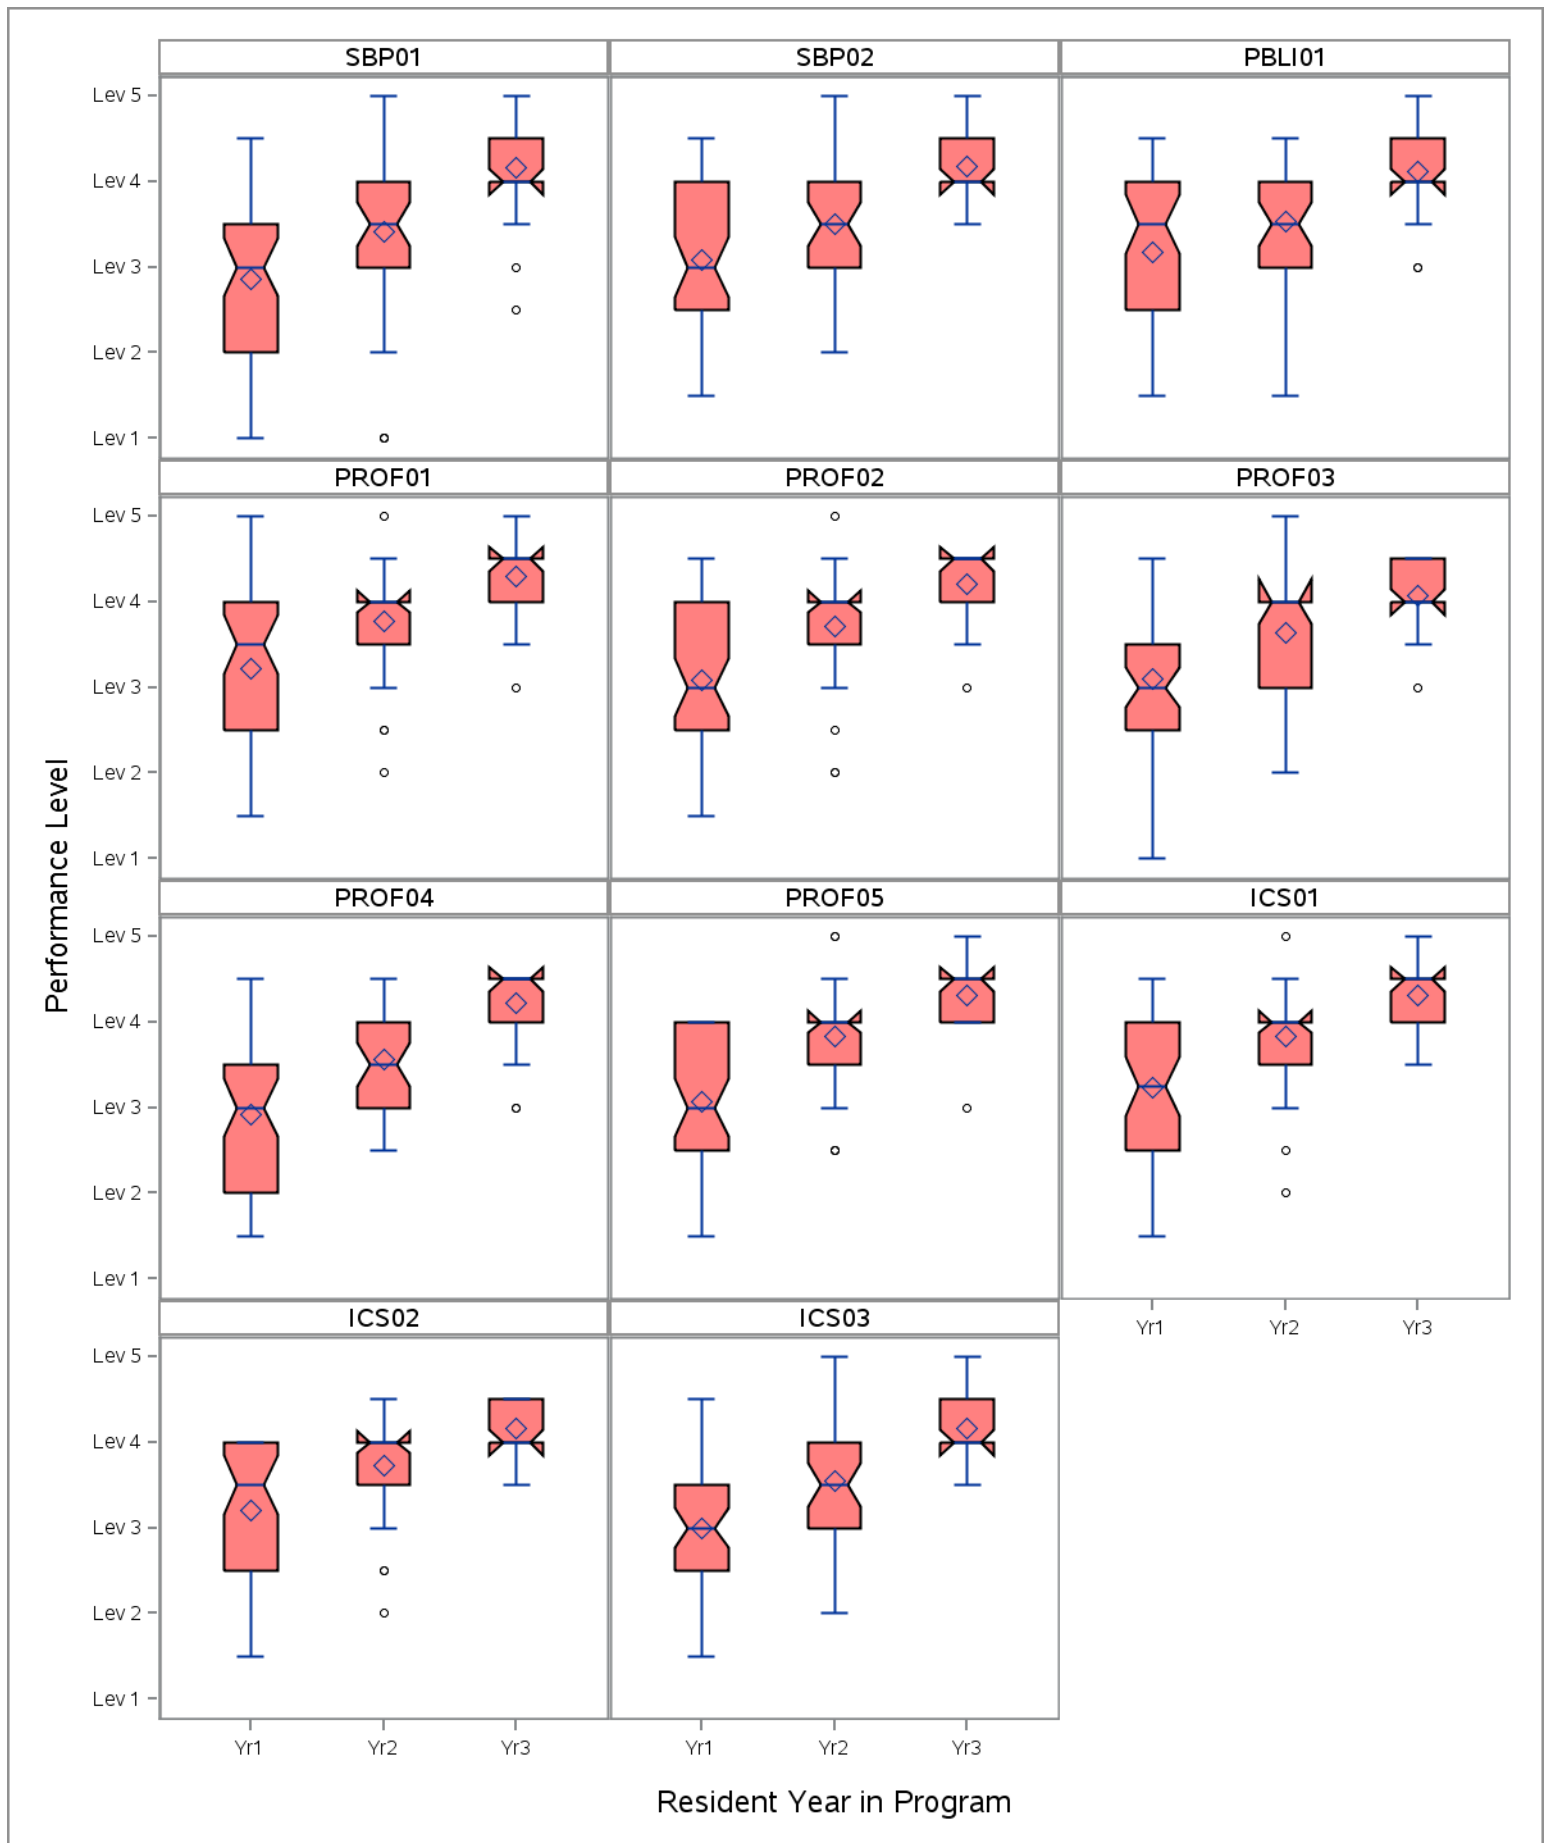 SBP01 SBP02 PBLI01
Lev 5
Lev 4
Lev 3
Lev 2
Lev 1
PROF01 PROF02 PROF03
Lev 5
Lev 4
Lev 3
Lev 2
Lev 1
PROF04 PROF05 ICS01
Lev 5
Lev 4
Lev 3
Lev 2
Lev 1
ICS02 ICS03
Yr1 Yr2 Yr3
Lev 5
Lev 4
Lev 3
Lev 2
Lev 1
Yr1 Yr2 Yr3 Yr1 Yr2 Yr3
Performance Level
Resident Year in Program